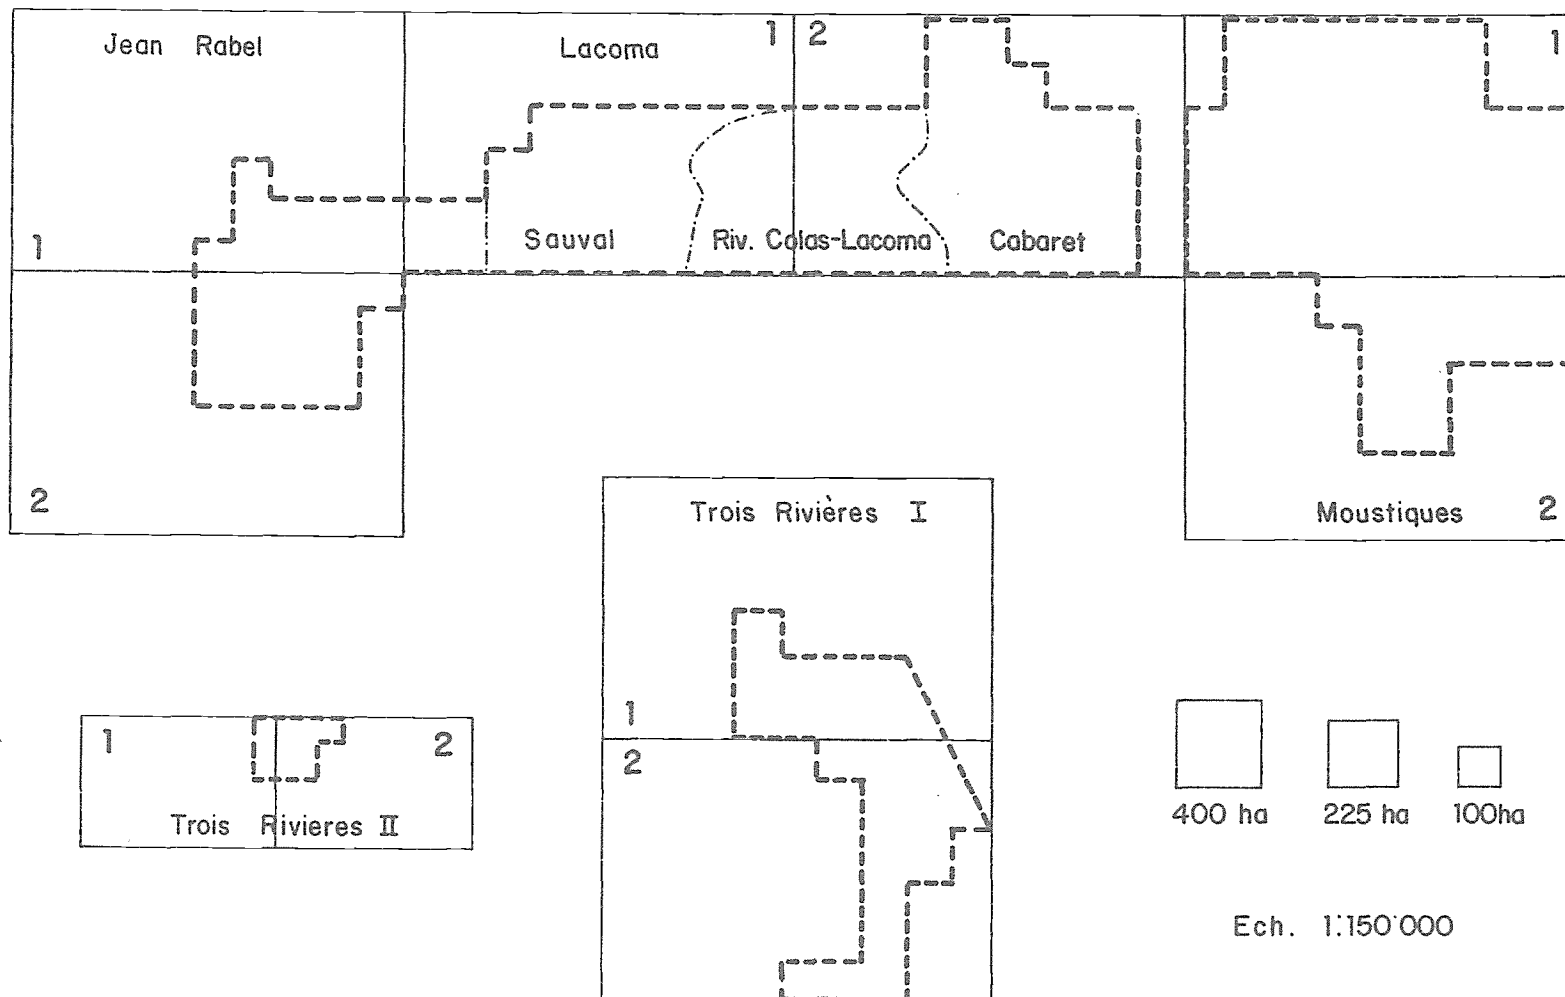 Jean Rabel
Lacoma
1
2
1
1
Sauval
Riv. Colas-Lacoma
Cabaret
2
Moustiques
2
Trois Rivières I
1
2
1
2
Trois Rivieres II
400 ha
225 ha
100ha
Ech. 1:150'000